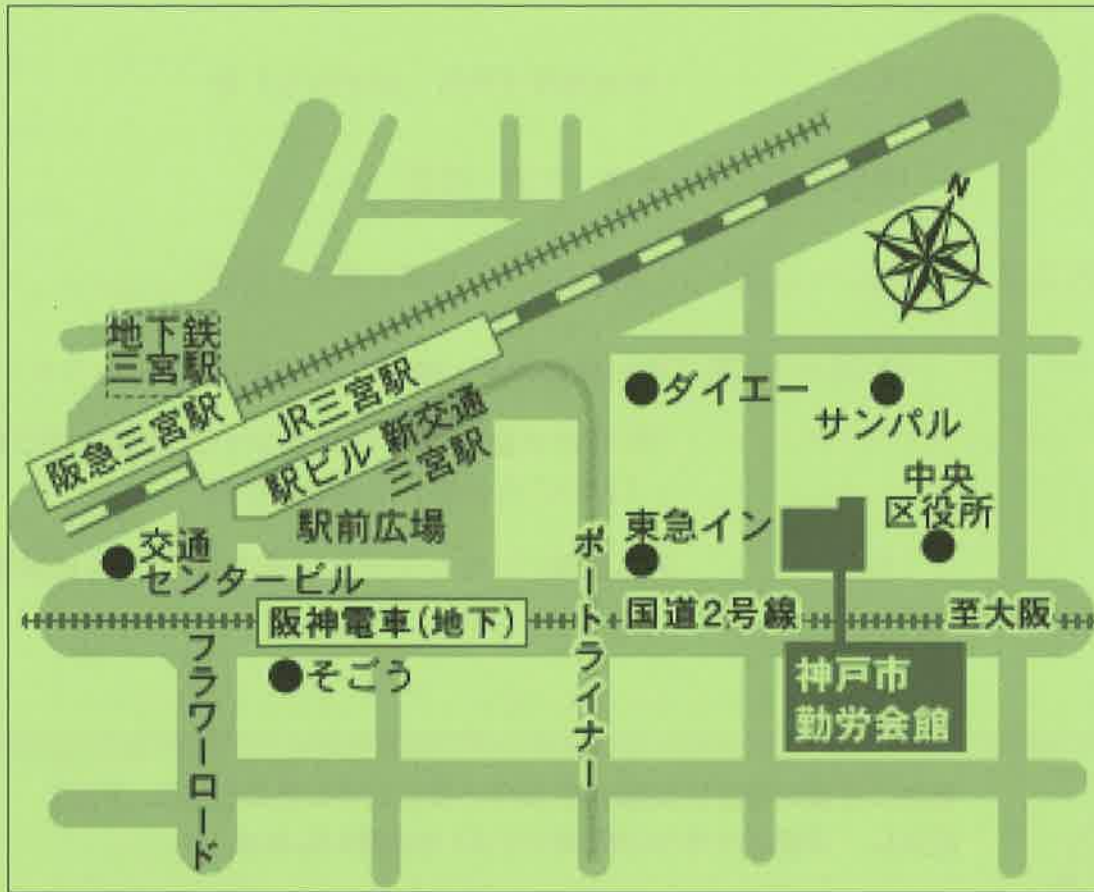 N
地下鉄
三宮駅
阪急三宮駅
JR三宮駅
駅ビル
新交通
三宮駅
駅前広場
ダイエー
サンパル
中央
区役所
東急イン
交通
センタービル
ポートライナー
阪神電車(地下)
国道2号線
至大阪
そごう
フラワーロード
神戸市
勤労会館